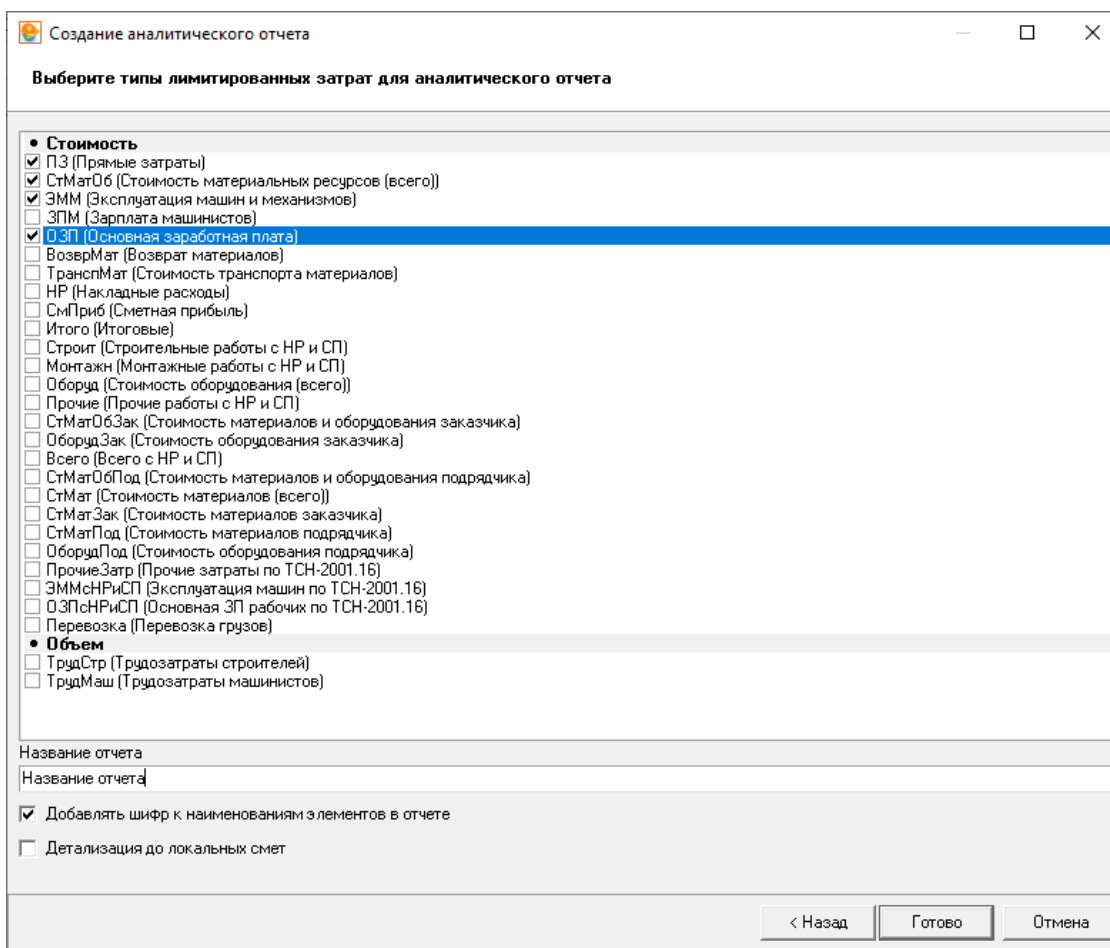 Создание аналитического отчета
Выберите типы лимитированных затрат для аналитического отчета
• Стоимость
ПЗ (Прямые затраты)
СтМатОб (Стоимость материальных ресурсов (всего))
ЭММ (Эксплуатация машин и механизмов)
ЗПМ (Зарплата машинистов)
ОЗП (Основная заработная плата)
ВозврМат (Возврат материалов)
ТранспМат (Стоимость транспорта материалов)
НР (Накладные расходы)
СмПриб (Сметная прибыль)
Итого (Итоговые)
Строит (Строительные работы с НР и СП)
Монтажн (Монтажные работы с НР и СП)
Оборуд (Стоимость оборудования (всего))
Прочие (Прочие работы с НР и СП)
СтМатОбЗак (Стоимость материалов и оборудования заказчика)
ОборудЗак (Стоимость оборудования заказчика)
Всего (Всего с НР и СП)
СтМатОбПод (Стоимость материалов и оборудования подрядчика)
СтМат (Стоимость материалов (всего))
СтМатЗак (Стоимость материалов заказчика)
СтМатПод (Стоимость материалов подрядчика)
ОборудПод (Стоимость оборудования подрядчика)
ПрочиеЗатр (Прочие затраты по ТСН-2001.16)
ЭММсНРиСП (Эксплуатация машин по ТСН-2001.16)
ОЗПсНРиСП (Основная ЗП рабочих по ТСН-2001.16)
Перевозка (Перевозка грузов)
• Объем
ТрудСтр (Трудозатраты строителей)
ТрудМаш (Трудозатраты машинистов)
Название отчета
Название отчета
Добавлять шифр к наименованиям элементов в отчете
Детализация до локальных смет
< Назад Готово Отмена